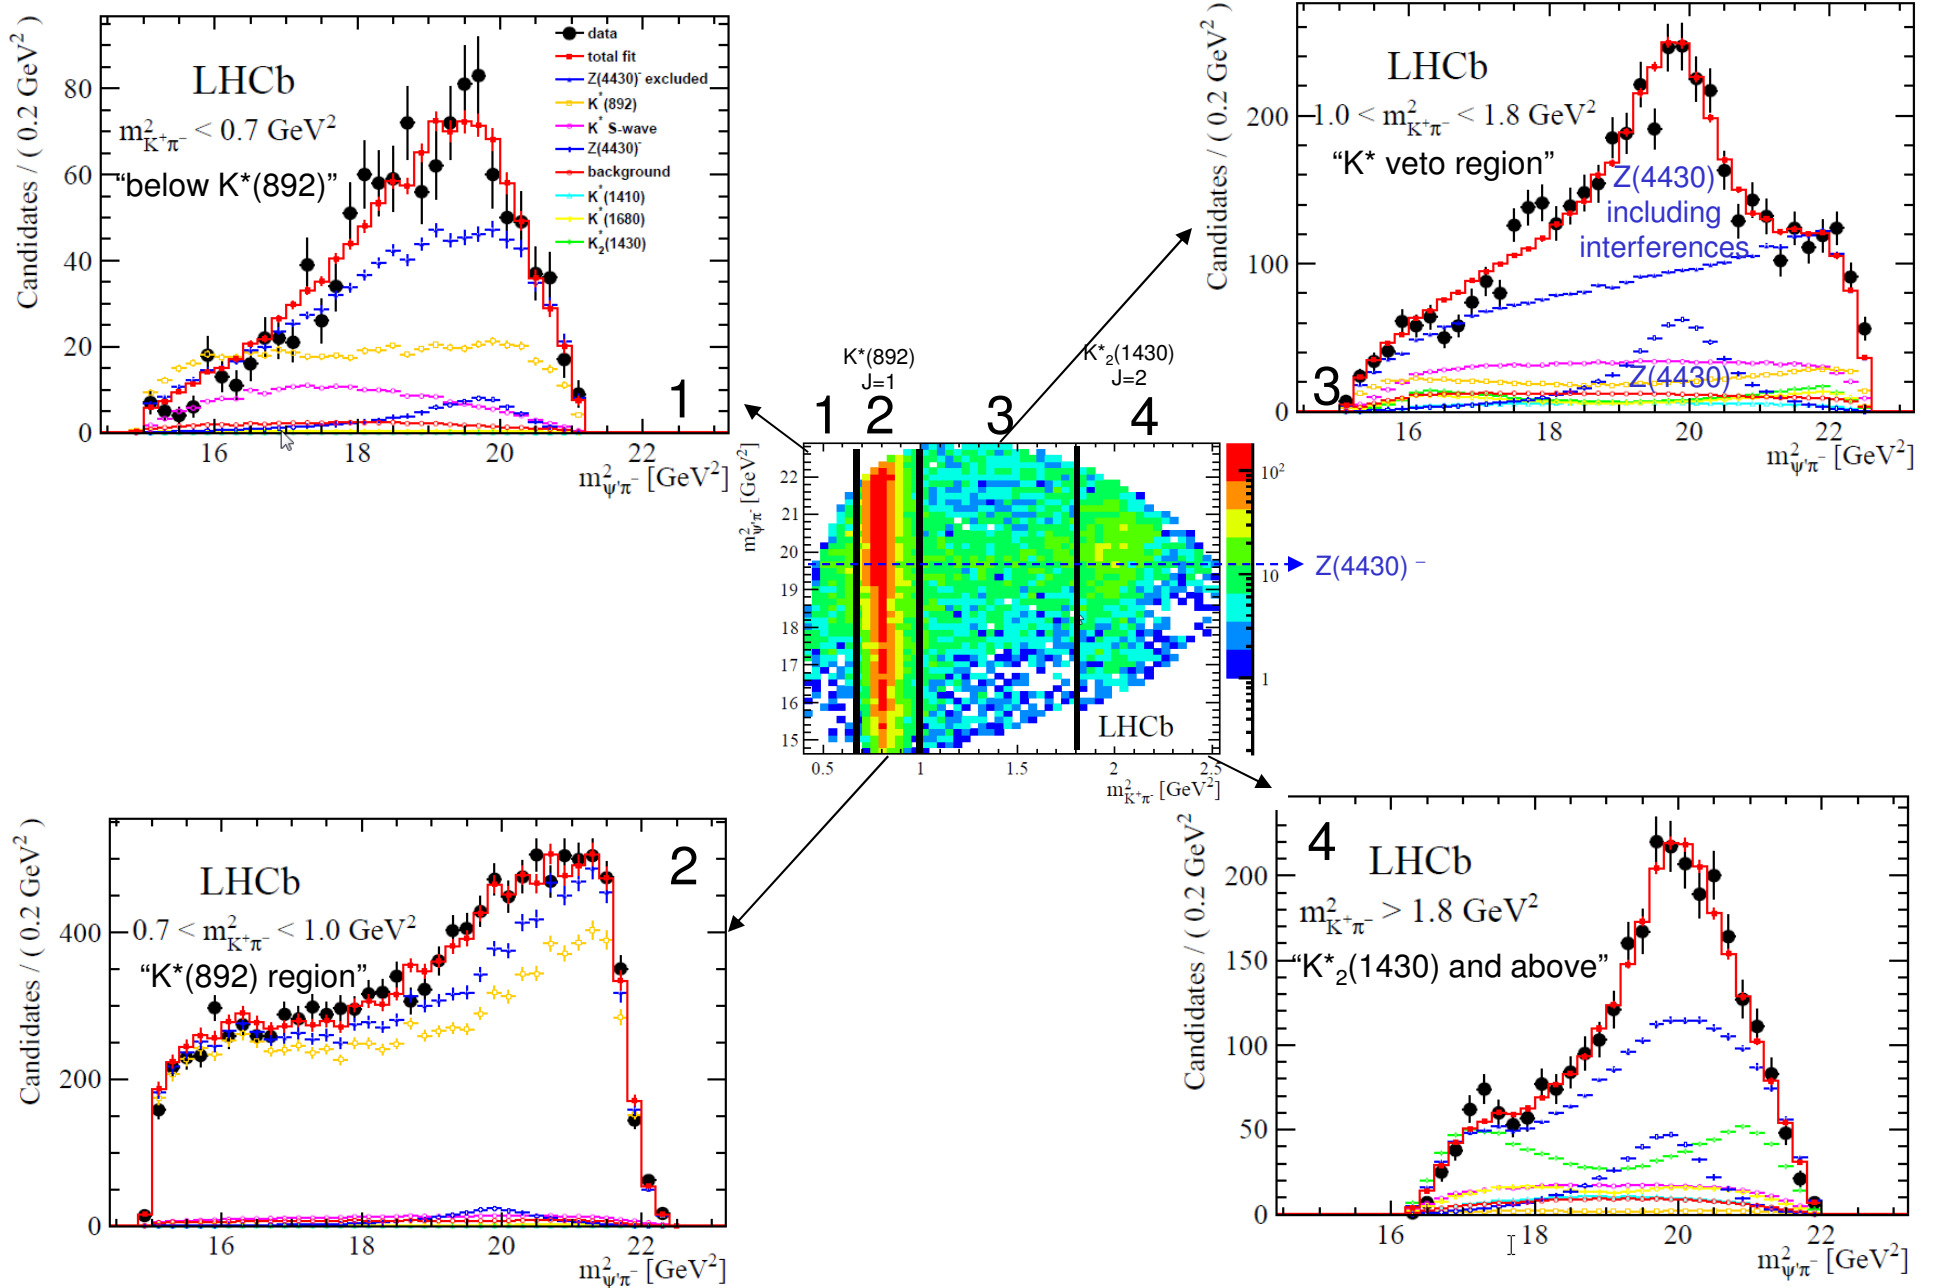 LHCb
m²K⁺π⁻ < 0.7 GeV²
“below K*(892)”
data
total fit
Z(4430)⁻ excluded
K*(892)
K* S-wave
Z(4430)⁻
background
K*(1410)
K*(1680)
K*₂(1430)
1
Candidates / ( 0.2 GeV² )
80
60
40
20
0
16 18 20 22
m²ψ'π⁻ [GeV²]
LHCb
1.0 < m²K⁺π⁻ < 1.8 GeV²
“K* veto region”
Z(4430)
including
interferences
Z(4430)
3
Candidates / ( 0.2 GeV² )
200
100
0
16 18 20 22
m²ψ'π⁻ [GeV²]
K*(892)
J=1
K*₂(1430)
J=2
1 2 3 4
m²ψ'π⁻ [GeV²]
22
21
20
19
18
17
16
15
LHCb
0.5 1 1.5 2 2.5
m²K⁺π⁻ [GeV²]
10²
10
1
Z(4430) –
2
LHCb
0.7 < m²K⁺π⁻ < 1.0 GeV²
“K*(892) region”
Candidates / ( 0.2 GeV² )
400
200
0
16 18 20 22
m²ψ'π⁻ [GeV²]
4
LHCb
m²K⁺π⁻ > 1.8 GeV²
“K*₂(1430) and above”
Candidates / ( 0.2 GeV² )
200
150
100
50
0
16 18 20 22
m²ψ'π⁻ [GeV²]